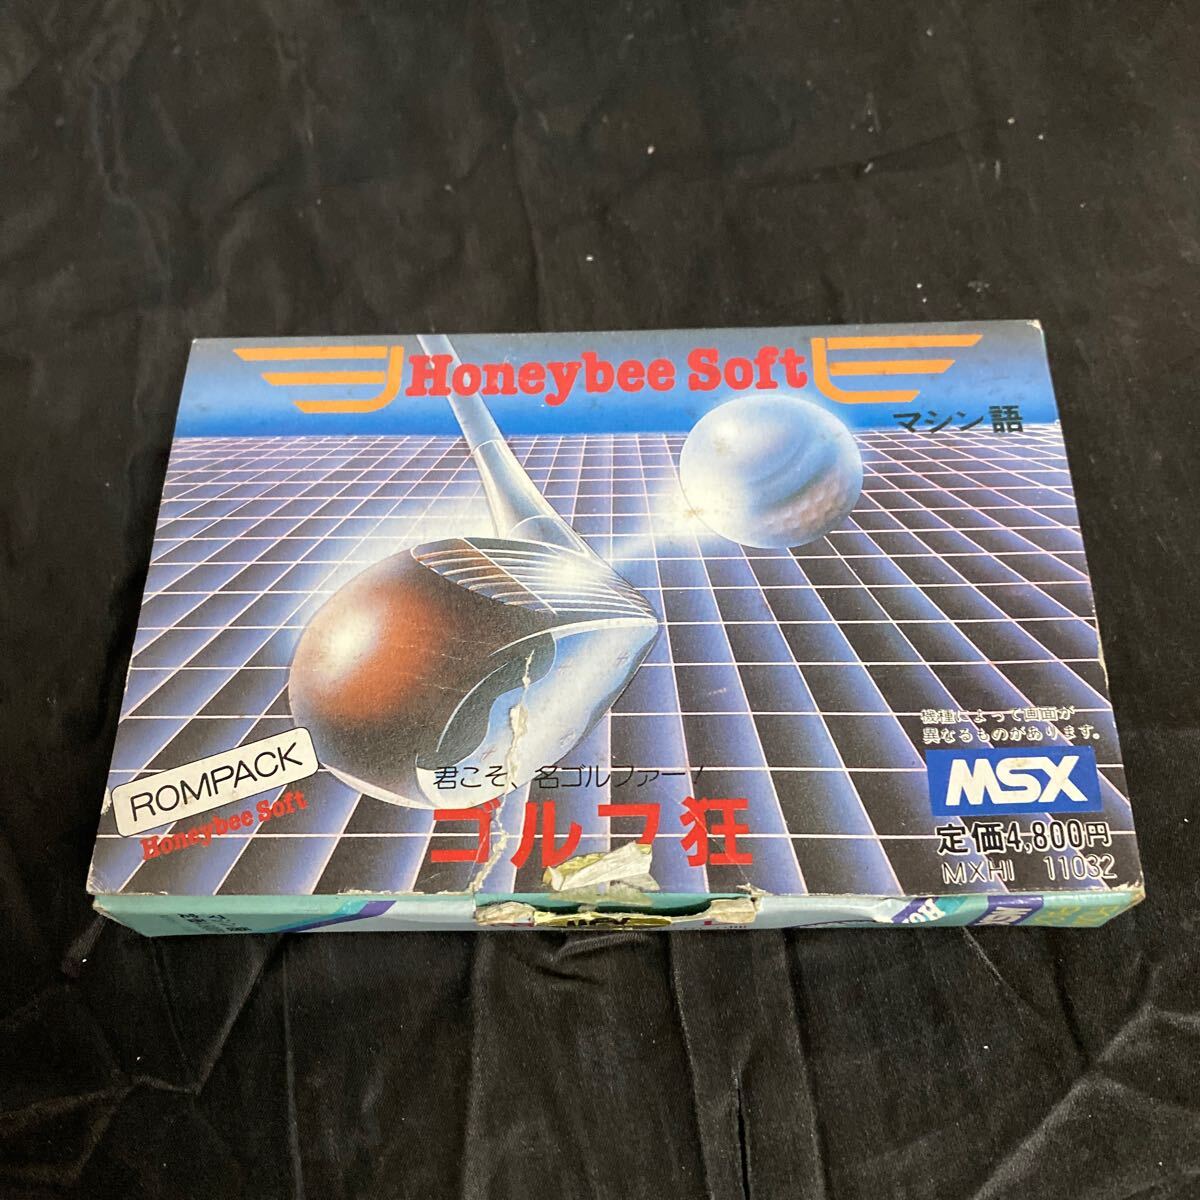 Honeybee Soft
マシン語
機種によって画面が
異なるものがあります。
MSX
定価4,800円
MXHI 11032
ROMPACK
Honeybee Soft
君こそ、名ゴルファー!
ゴルフ狂